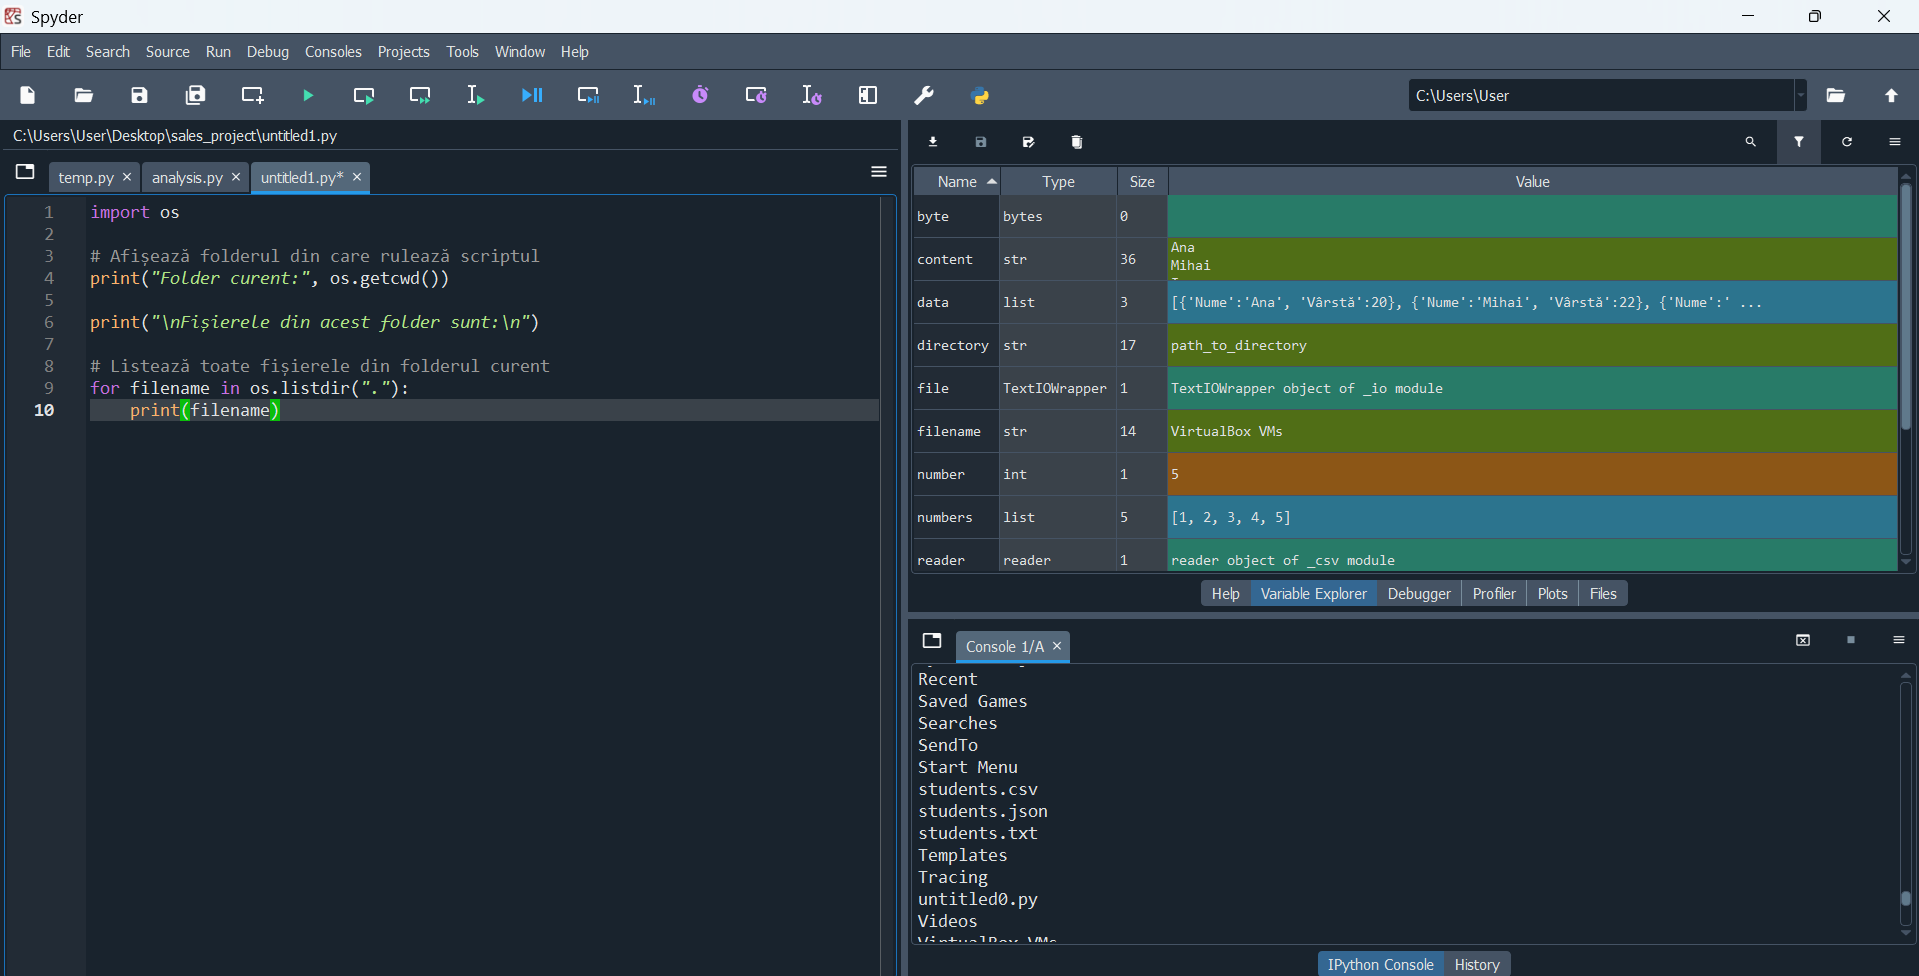 Spyder
File Edit Search Source Run Debug Consoles Projects Tools Window Help
C:\Users\User
C:\Users\User\Desktop\sales_project\untitled1.py
temp.py analysis.py untitled1.py*
1 import os
2
3 # Afișează folderul din care rulează scriptul
4 print("Folder curent:", os.getcwd())
5
6 print("\nFișierele din acest folder sunt:\n")
7
8 # Listează toate fișierele din folderul curent
9 for filename in os.listdir("."):
10 print(filename)
Name Type Size Value
byte bytes 0
content str 36 Ana
Mihai
data list 3 [{'Nume':'Ana', 'Vârstă':20}, {'Nume':'Mihai', 'Vârstă':22}, {'Nume':' ...
directory str 17 path_to_directory
file TextIOWrapper 1 TextIOWrapper object of _io module
filename str 14 VirtualBox VMs
number int 1 5
numbers list 5 [1, 2, 3, 4, 5]
reader reader 1 reader object of _csv module
Help Variable Explorer Debugger Profiler Plots Files
Console 1/A
Recent
Saved Games
Searches
SendTo
Start Menu
students.csv
students.json
students.txt
Templates
Tracing
untitled0.py
Videos
VirtualBox VMs
IPython Console History